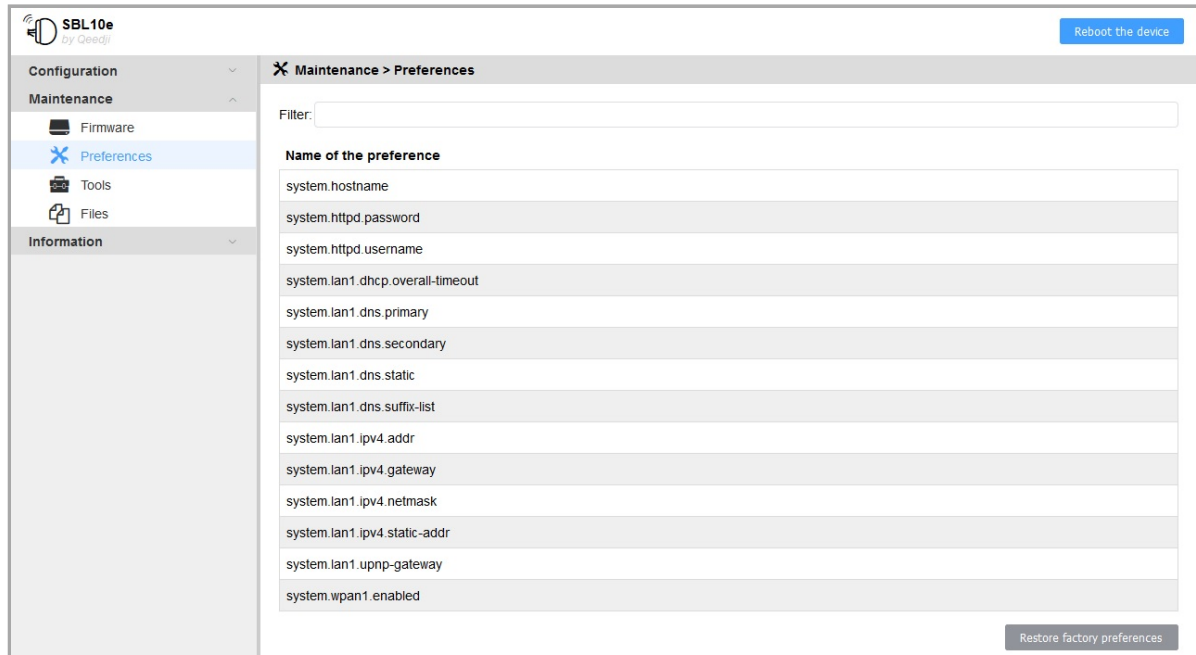 SBL10e
by Qeedji
Reboot the device
Configuration
Maintenance
Firmware
Preferences
Tools
Files
Information
Maintenance > Preferences
Filter:
Name of the preference
system.hostname
system.httpd.password
system.httpd.username
system.lan1.dhcp.overall-timeout
system.lan1.dns.primary
system.lan1.dns.secondary
system.lan1.dns.static
system.lan1.dns.suffix-list
system.lan1.ipv4.addr
system.lan1.ipv4.gateway
system.lan1.ipv4.netmask
system.lan1.ipv4.static-addr
system.lan1.upnp-gateway
system.wpan1.enabled
Restore factory preferences